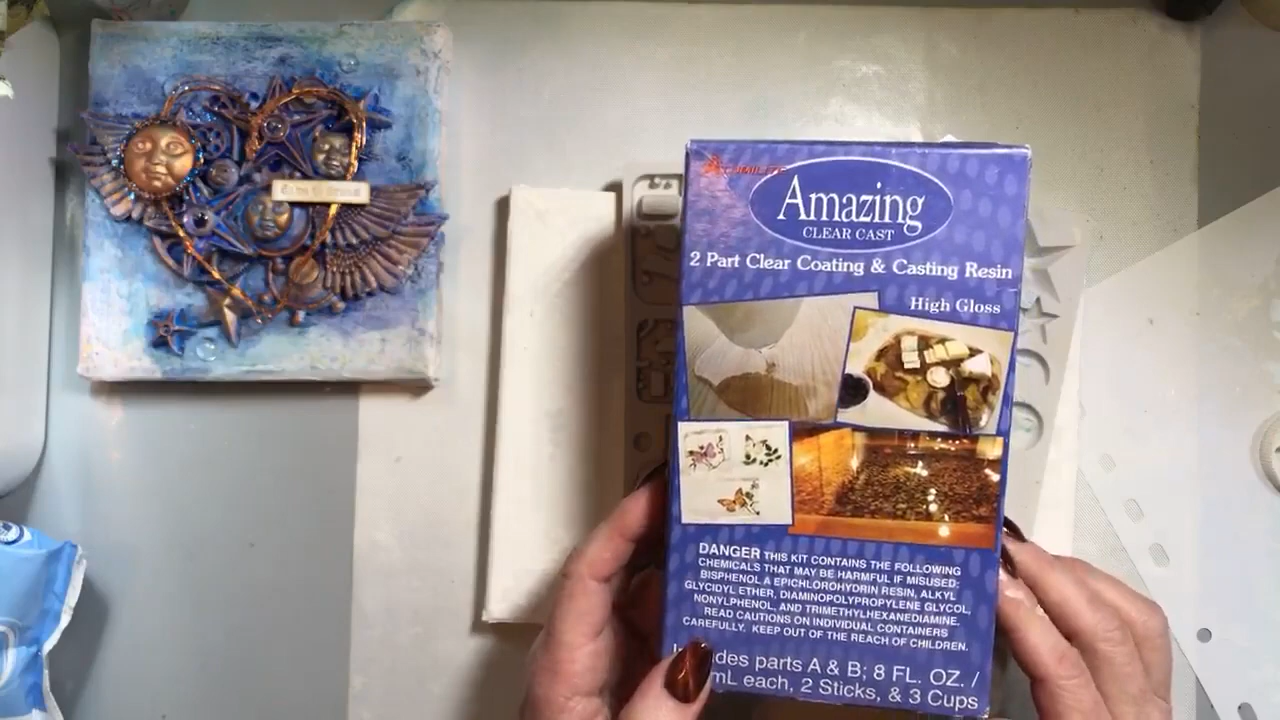 Amazing
CLEAR CAST
2 Part Clear Coating & Casting Resin
High Gloss
DANGER THIS KIT CONTAINS THE FOLLOWING
CHEMICALS THAT MAY BE HARMFUL IF MISUSED:
BISPHENOL A EPICHLOROHYDRIN RESIN, ALKYL
GLYCIDYL ETHER, DIAMINOPOLYPROPYLENE GLYCOL,
NONYLPHENOL, AND TRIMETHYLHEXANEDIAMINE.
READ CAUTIONS ON INDIVIDUAL CONTAINERS
CAREFULLY. KEEP OUT OF THE REACH OF CHILDREN.
parts A & B; 8 FL. OZ. /
mL each, 2 Sticks, & 3 Cups